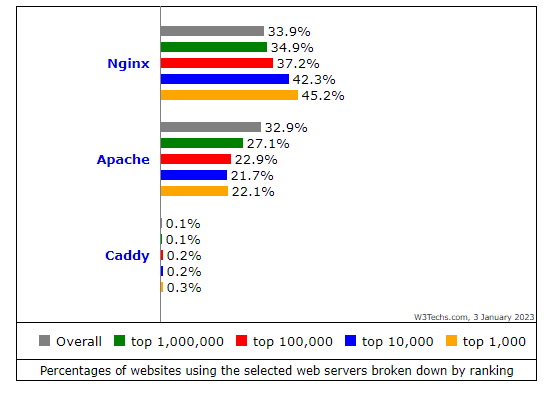 Nginx
33.9%
34.9%
37.2%
42.3%
45.2%
Apache
32.9%
27.1%
22.9%
21.7%
22.1%
Caddy
0.1%
0.1%
0.2%
0.2%
0.3%
W3Techs.com, 3 January 2023
Overall top 1,000,000 top 100,000 top 10,000 top 1,000
Percentages of websites using the selected web servers broken down by ranking